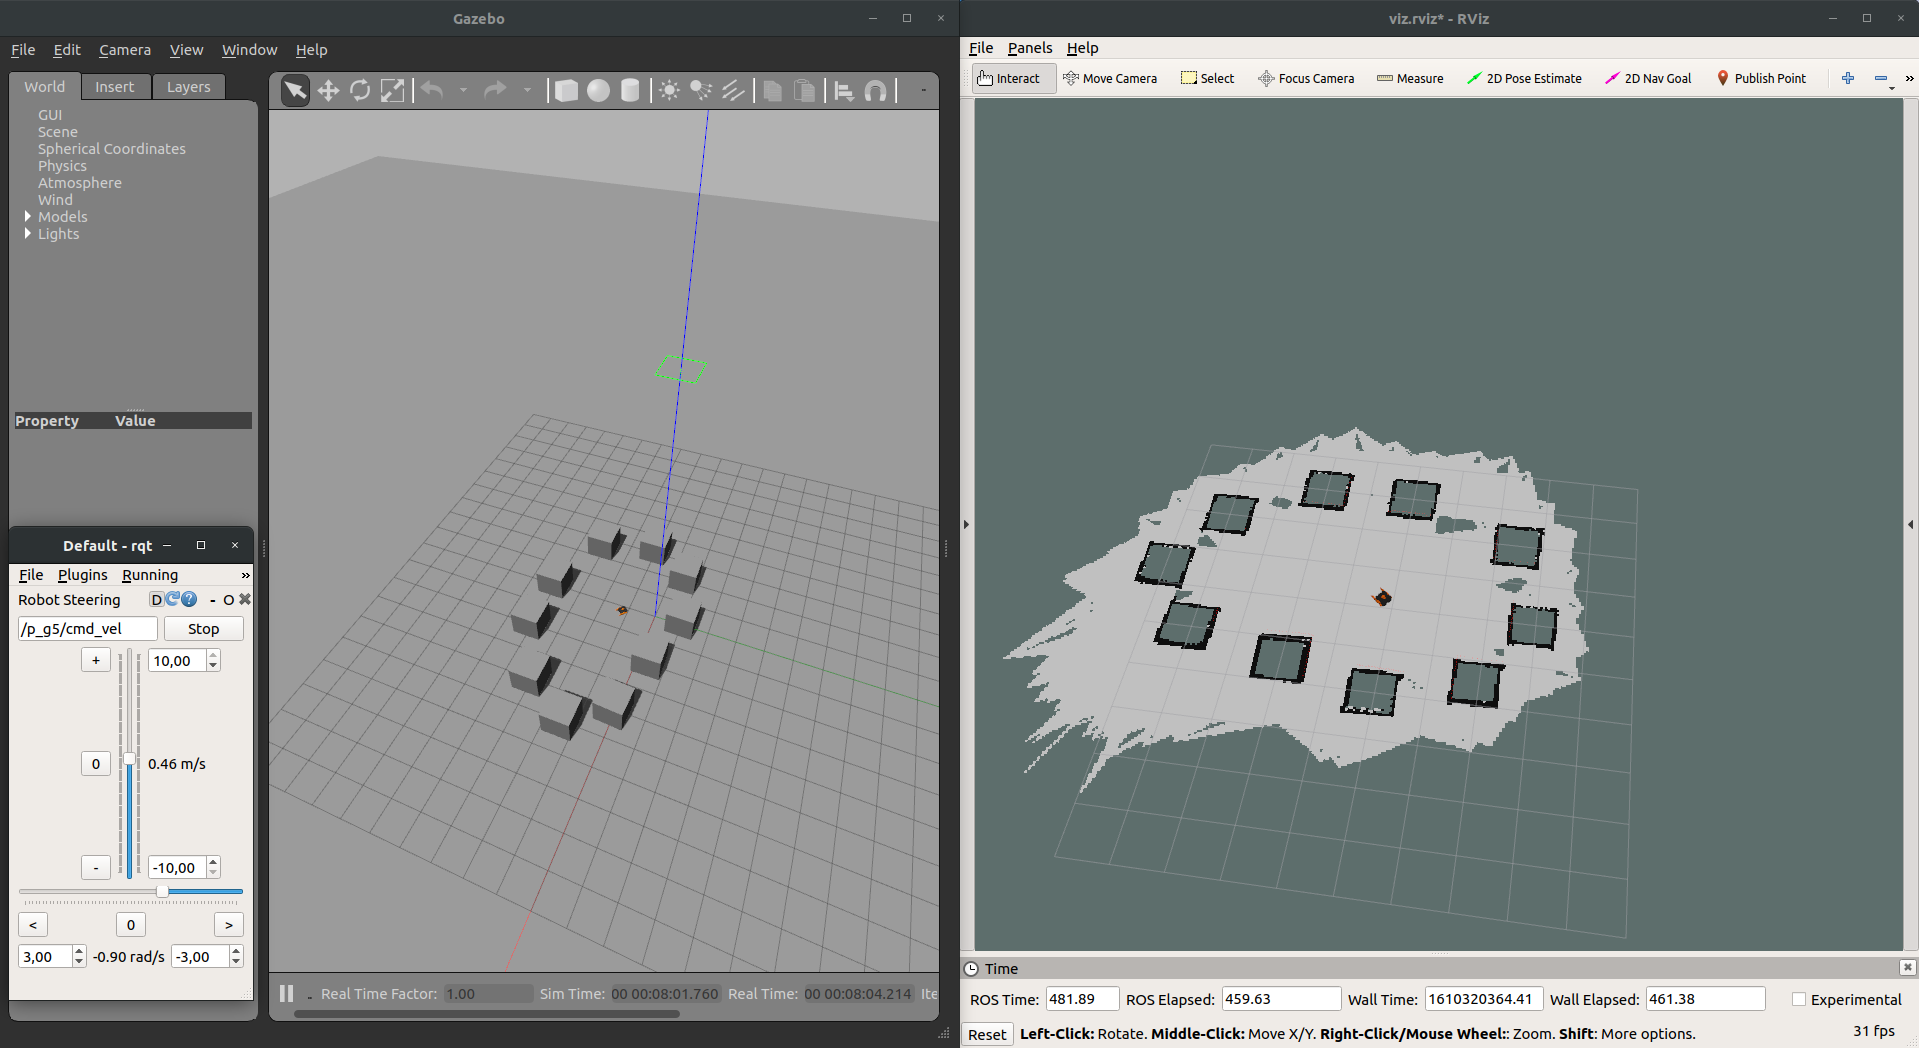 Gazebo
File Edit Camera View Window Help
World Insert Layers
GUI
Scene
Spherical Coordinates
Physics
Atmosphere
Wind
Models
Lights
Property Value
Default - rqt
File Plugins Running »
Robot Steering D ? - O
/p_g5/cmd_vel Stop
+ 10,00
0 0.46 m/s
- -10,00
< 0 >
3,00 -0.90 rad/s -3,00
Real Time Factor: 1.00 Sim Time: 00 00:08:01.760 Real Time: 00 00:08:04.214 Ite
viz.rviz* - RViz
File Panels Help
Interact Move Camera Select Focus Camera Measure 2D Pose Estimate 2D Nav Goal Publish Point »
Time
ROS Time: 481.89 ROS Elapsed: 459.63 Wall Time: 1610320364.41 Wall Elapsed: 461.38 Experimental
Reset Left-Click: Rotate. Middle-Click: Move X/Y. Right-Click/Mouse Wheel:: Zoom. Shift: More options. 31 fps